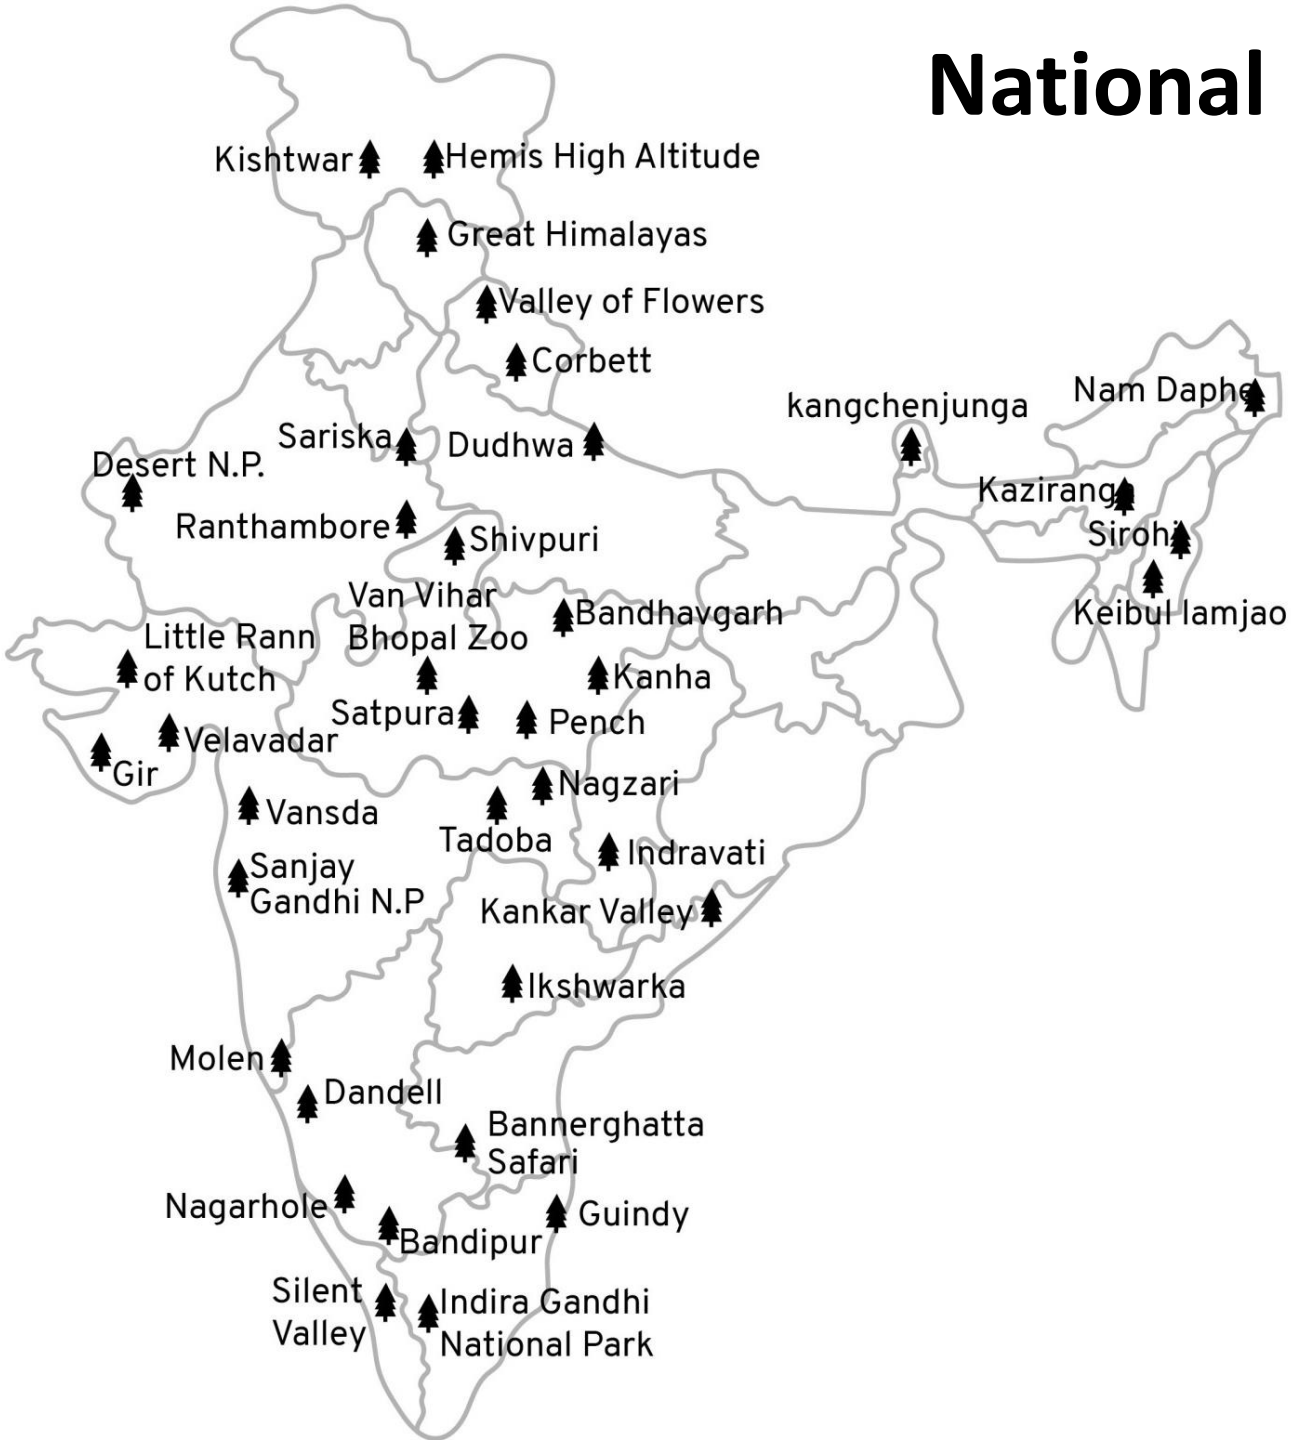 National
Kishtwar
Hemis High Altitude
Great Himalayas
Valley of Flowers
Corbett
kangchenjunga
Nam Daphe
Sariska
Dudhwa
Desert N.P.
Kaziranga
Ranthambore
Shivpuri
Sirohi
Van Vihar
Bhopal Zoo
Bandhavgarh
Keibul lamjao
Little Rann
of Kutch
Kanha
Satpura
Pench
Velavadar
Gir
Nagzari
Vansda
Tadoba
Indravati
Sanjay
Gandhi N.P
Kankar Valley
Ikshwarka
Molen
Dandell
Bannerghatta
Safari
Nagarhole
Guindy
Bandipur
Silent
Valley
Indira Gandhi
National Park